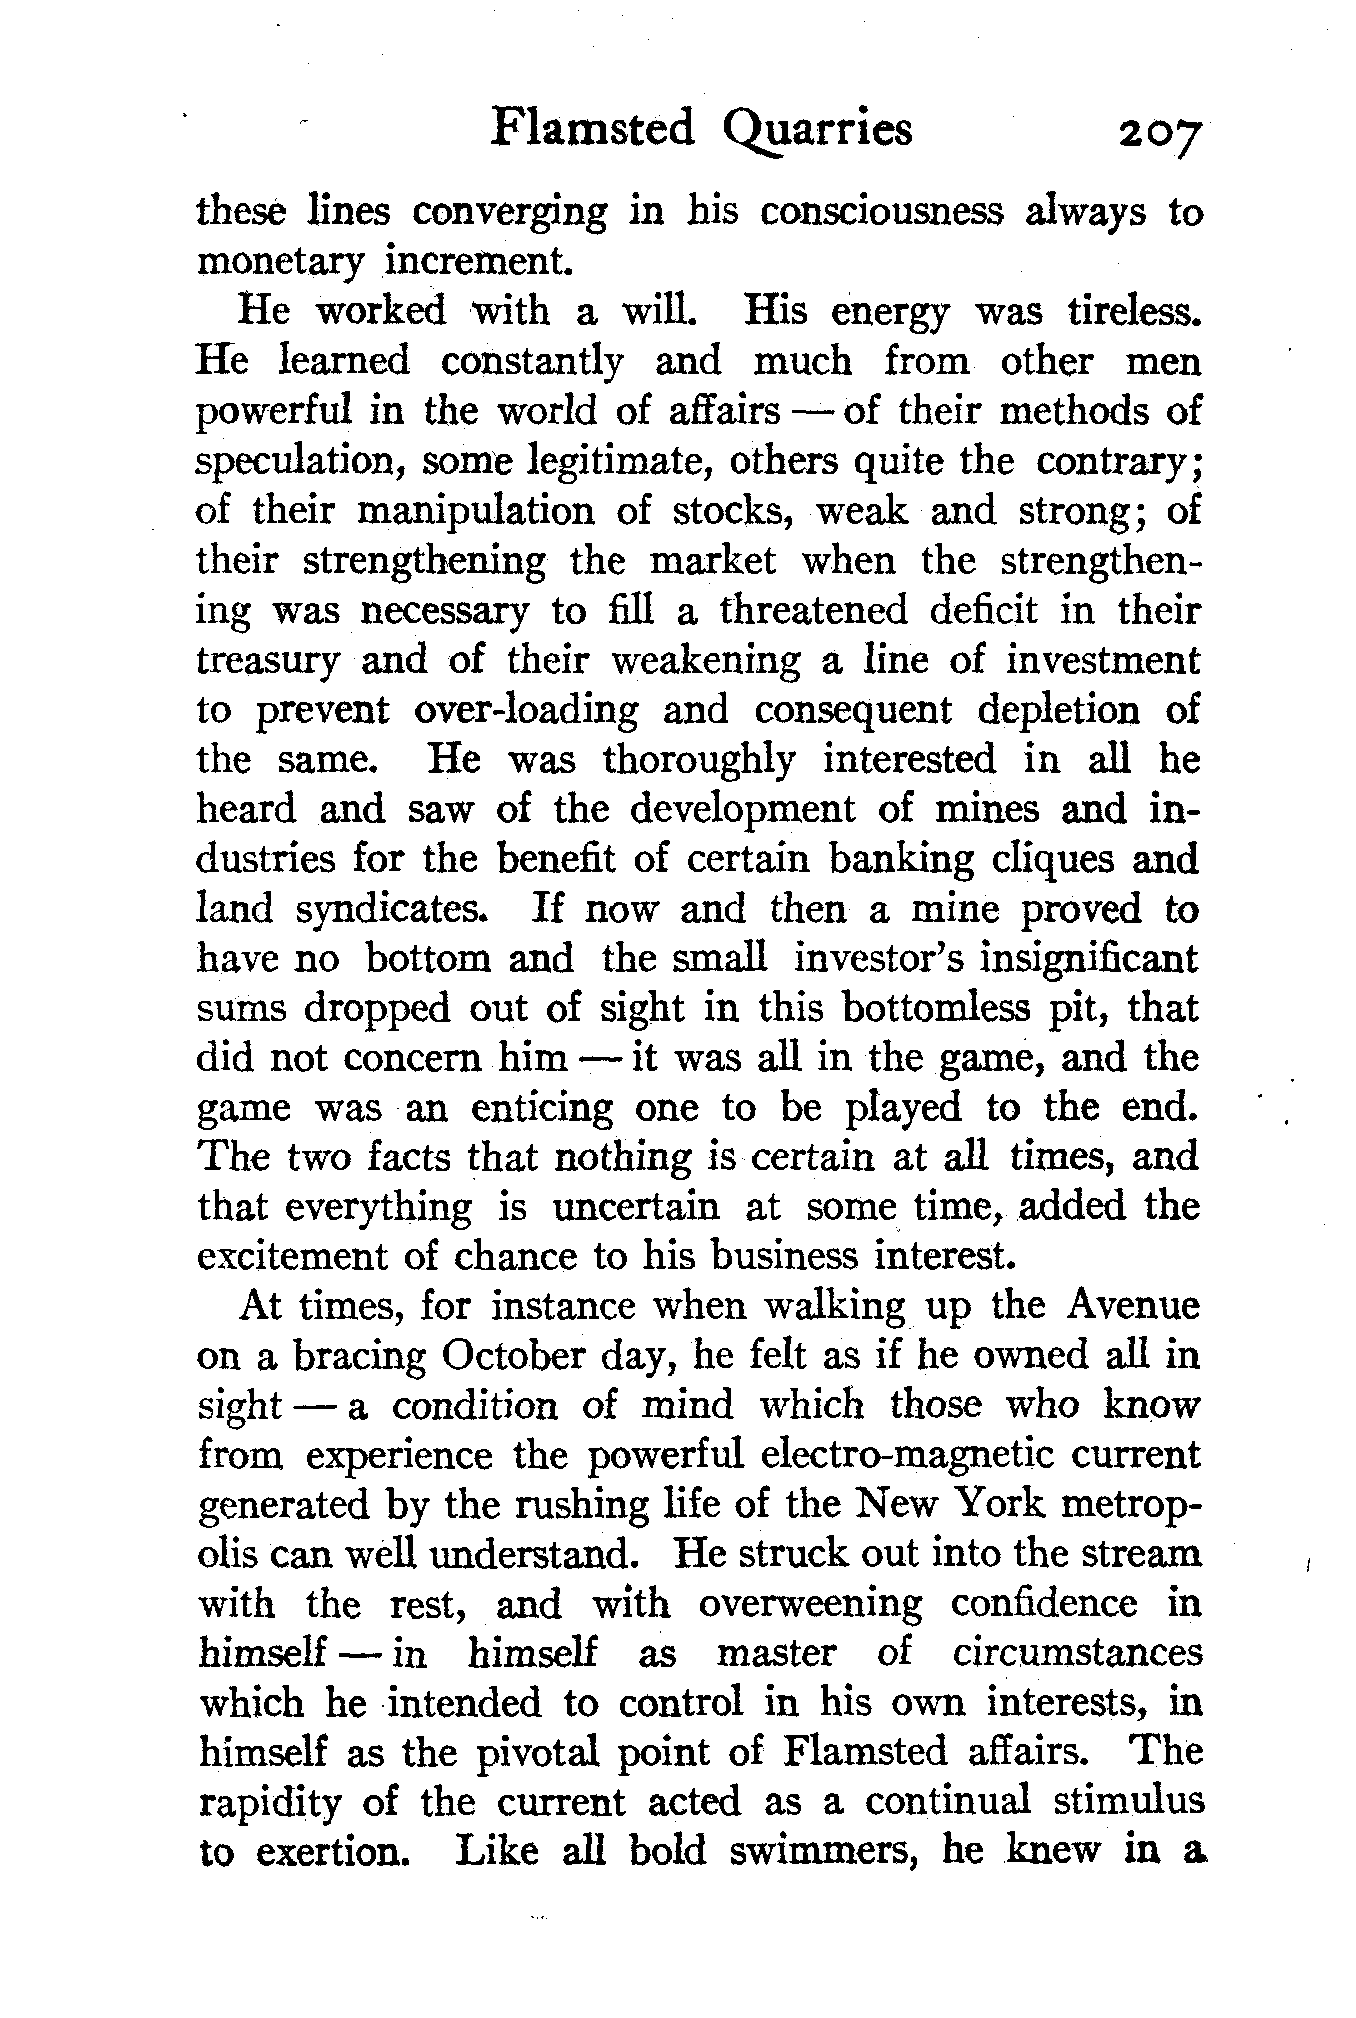 Flamsted Quarries 207
these lines converging in his consciousness always to
monetary increment.
He worked with a will. His energy was tireless.
He learned constantly and much from other men
powerful in the world of affairs — of their methods of
speculation, some legitimate, others quite the contrary;
of their manipulation of stocks, weak and strong; of
their strengthening the market when the strengthen-
ing was necessary to fill a threatened deficit in their
treasury and of their weakening a line of investment
to prevent over-loading and consequent depletion of
the same. He was thoroughly interested in all he
heard and saw of the development of mines and in-
dustries for the benefit of certain banking cliques and
land syndicates. If now and then a mine proved to
have no bottom and the small investor's insignificant
sums dropped out of sight in this bottomless pit, that
did not concern him — it was all in the game, and the
game was an enticing one to be played to the end.
The two facts that nothing is certain at all times, and
that everything is uncertain at some time, added the
excitement of chance to his business interest.
At times, for instance when walking up the Avenue
on a bracing October day, he felt as if he owned all in
sight — a condition of mind which those who know
from experience the powerful electro-magnetic current
generated by the rushing life of the New York metrop-
olis can well understand. He struck out into the stream
with the rest, and with overweening confidence in
himself — in himself as master of circumstances
which he intended to control in his own interests, in
himself as the pivotal point of Flamsted affairs. The
rapidity of the current acted as a continual stimulus
to exertion. Like all bold swimmers, he knew in a